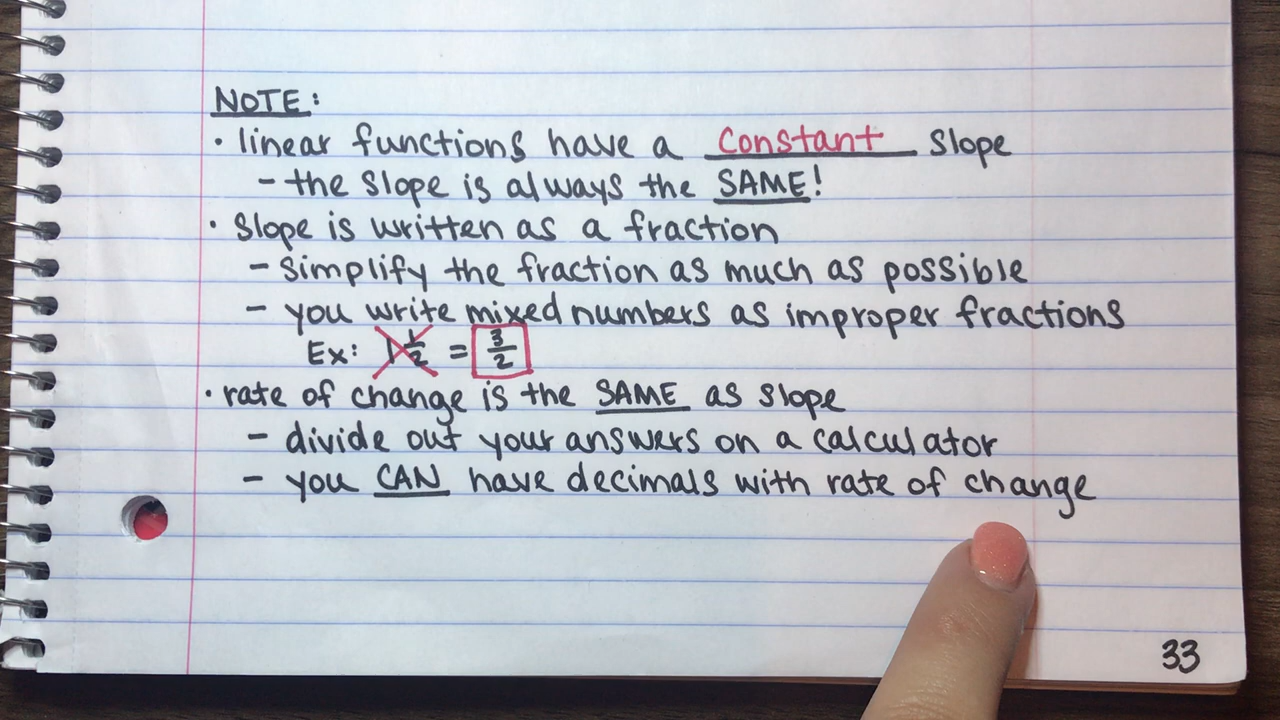 NOTE:
· linear functions have a constant slope
- the slope is always the SAME!
· slope is written as a fraction
- simplify the fraction as much as possible
- you write mixed numbers as improper fractions
Ex: 1 1/2 = 3/2
· rate of change is the SAME as slope
- divide out your answers on a calculator
- you CAN have decimals with rate of change
33